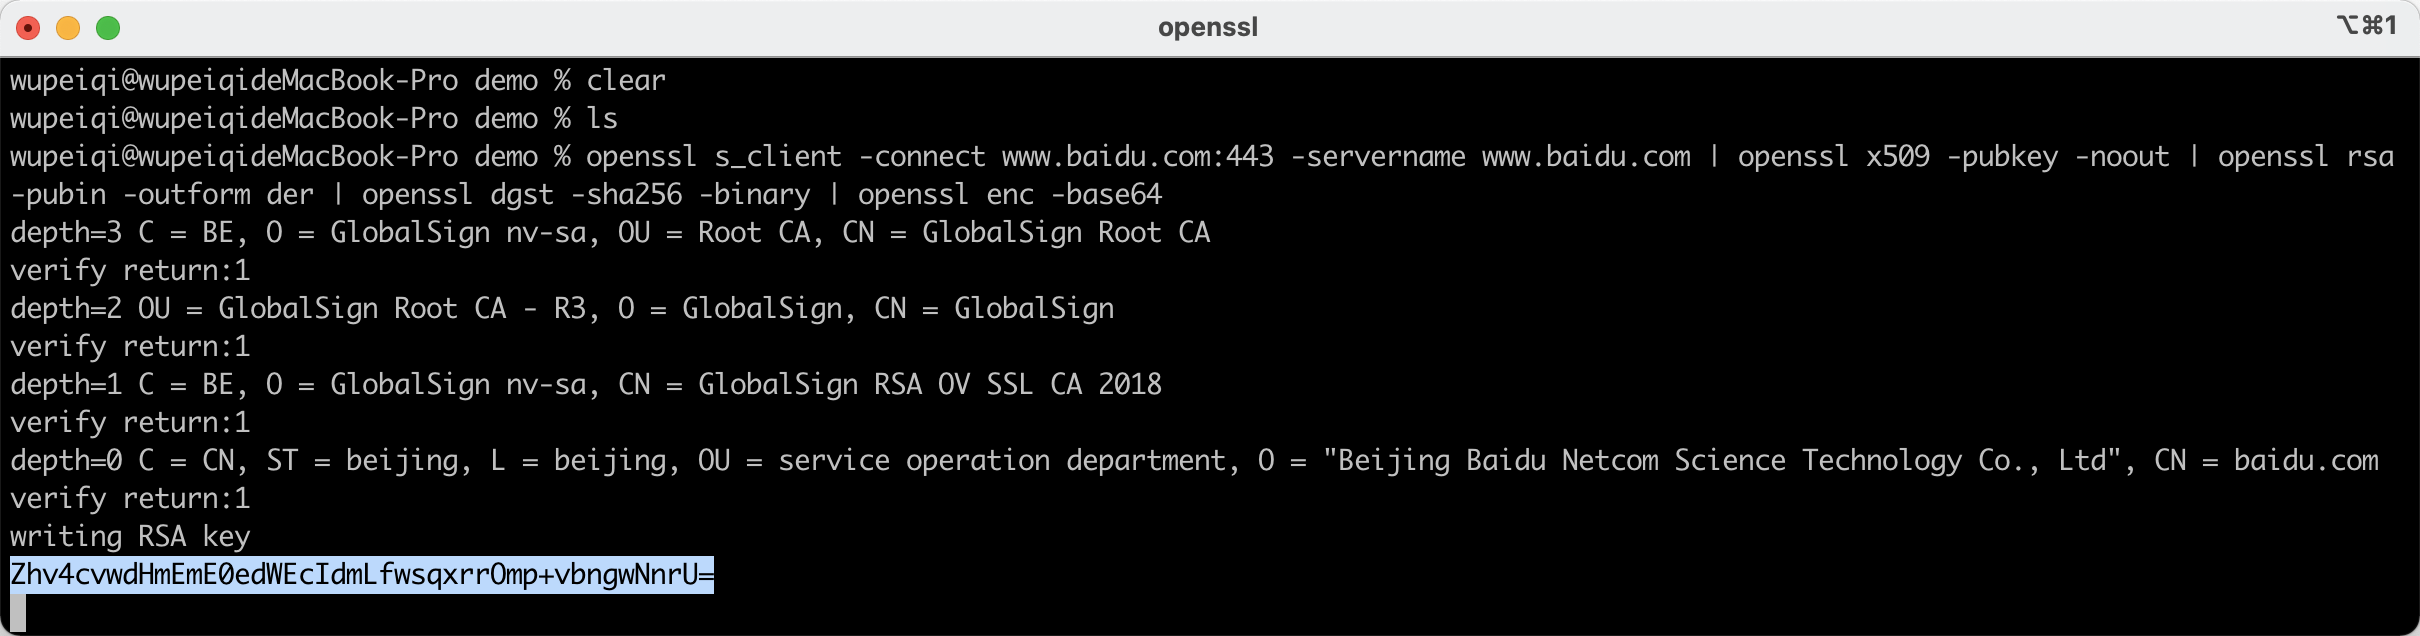 openssl
⌥⌘1
wupeiqi@wupeiqideMacBook-Pro demo % clear
wupeiqi@wupeiqideMacBook-Pro demo % ls
wupeiqi@wupeiqideMacBook-Pro demo % openssl s_client -connect www.baidu.com:443 -servername www.baidu.com | openssl x509 -pubkey -noout | openssl rsa
-pubin -outform der | openssl dgst -sha256 -binary | openssl enc -base64
depth=3 C = BE, O = GlobalSign nv-sa, OU = Root CA, CN = GlobalSign Root CA
verify return:1
depth=2 OU = GlobalSign Root CA - R3, O = GlobalSign, CN = GlobalSign
verify return:1
depth=1 C = BE, O = GlobalSign nv-sa, CN = GlobalSign RSA OV SSL CA 2018
verify return:1
depth=0 C = CN, ST = beijing, L = beijing, OU = service operation department, O = "Beijing Baidu Netcom Science Technology Co., Ltd", CN = baidu.com
verify return:1
writing RSA key
Zhv4cvwdHmEmE0edWEcIdmLfwsqxrrOmp+vbngwNnrU=